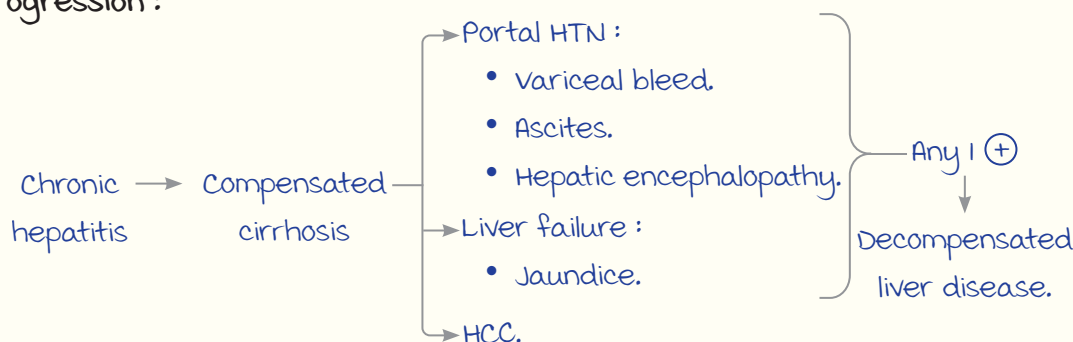 ogression :
Portal HTN :
• Variceal bleed.
• Ascites.
• Hepatic encephalopathy.
Any 1 +
Chronic
hepatitis
Compensated
cirrhosis
Liver failure :
• Jaundice.
Decompensated
liver disease.
HCC.